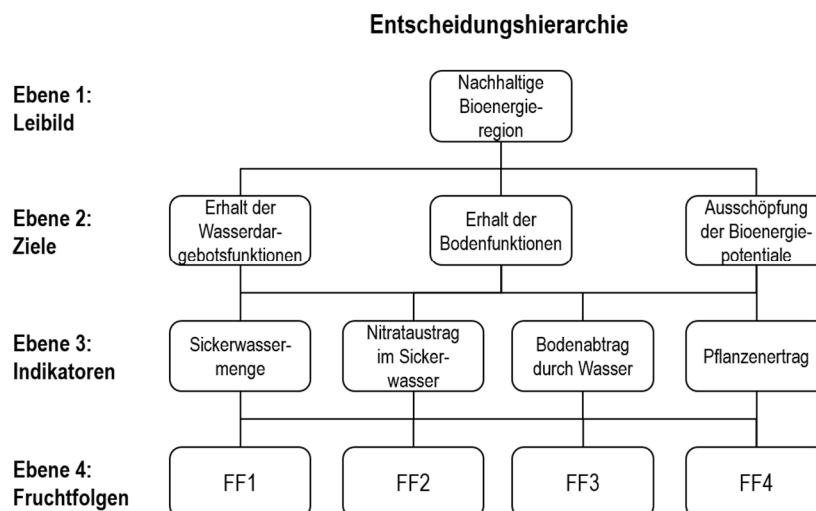 Entscheidungshierarchie
Ebene 1:
Leibild
Nachhaltige
Bioenergie-
region
Ebene 2:
Ziele
Erhalt der
Wasserdar-
gebotsfunktionen
Erhalt der
Bodenfunktionen
Ausschöpfung
der Bioenergie-
potentiale
Ebene 3:
Indikatoren
Sickerwasser-
menge
Nitrataustrag
im Sicker-
wasser
Bodenabtrag
durch Wasser
Pflanzenertrag
Ebene 4:
Fruchtfolgen
FF1
FF2
FF3
FF4